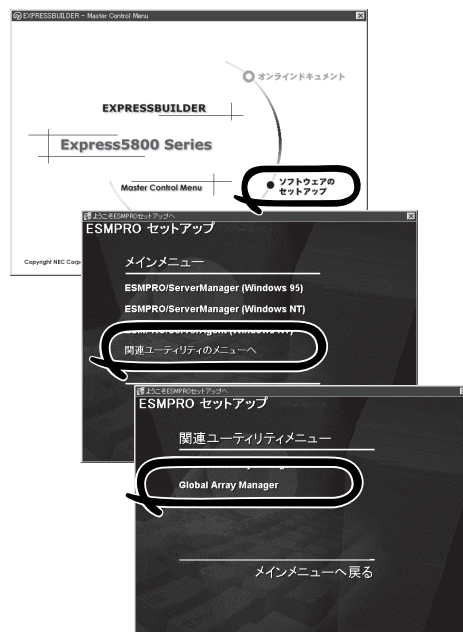 EXPRESSBUILDER - Master Control Menu
オンラインドキュメント
EXPRESSBUILDER
Express5800 Series
Master Control Menu
ソフトウェアの
セットアップ
Copyright NEC Corp
ようこそESMPROセットアップへ
ESMPRO セットアップ
メインメニュー
ESMPRO/ServerManager (Windows 95)
ESMPRO/ServerManager (Windows NT)
関連ユーティリティのメニューへ
ようこそESMPROセットアップへ
ESMPRO セットアップ
関連ユーティリティメニュー
Global Array Manager
メインメニューへ戻る